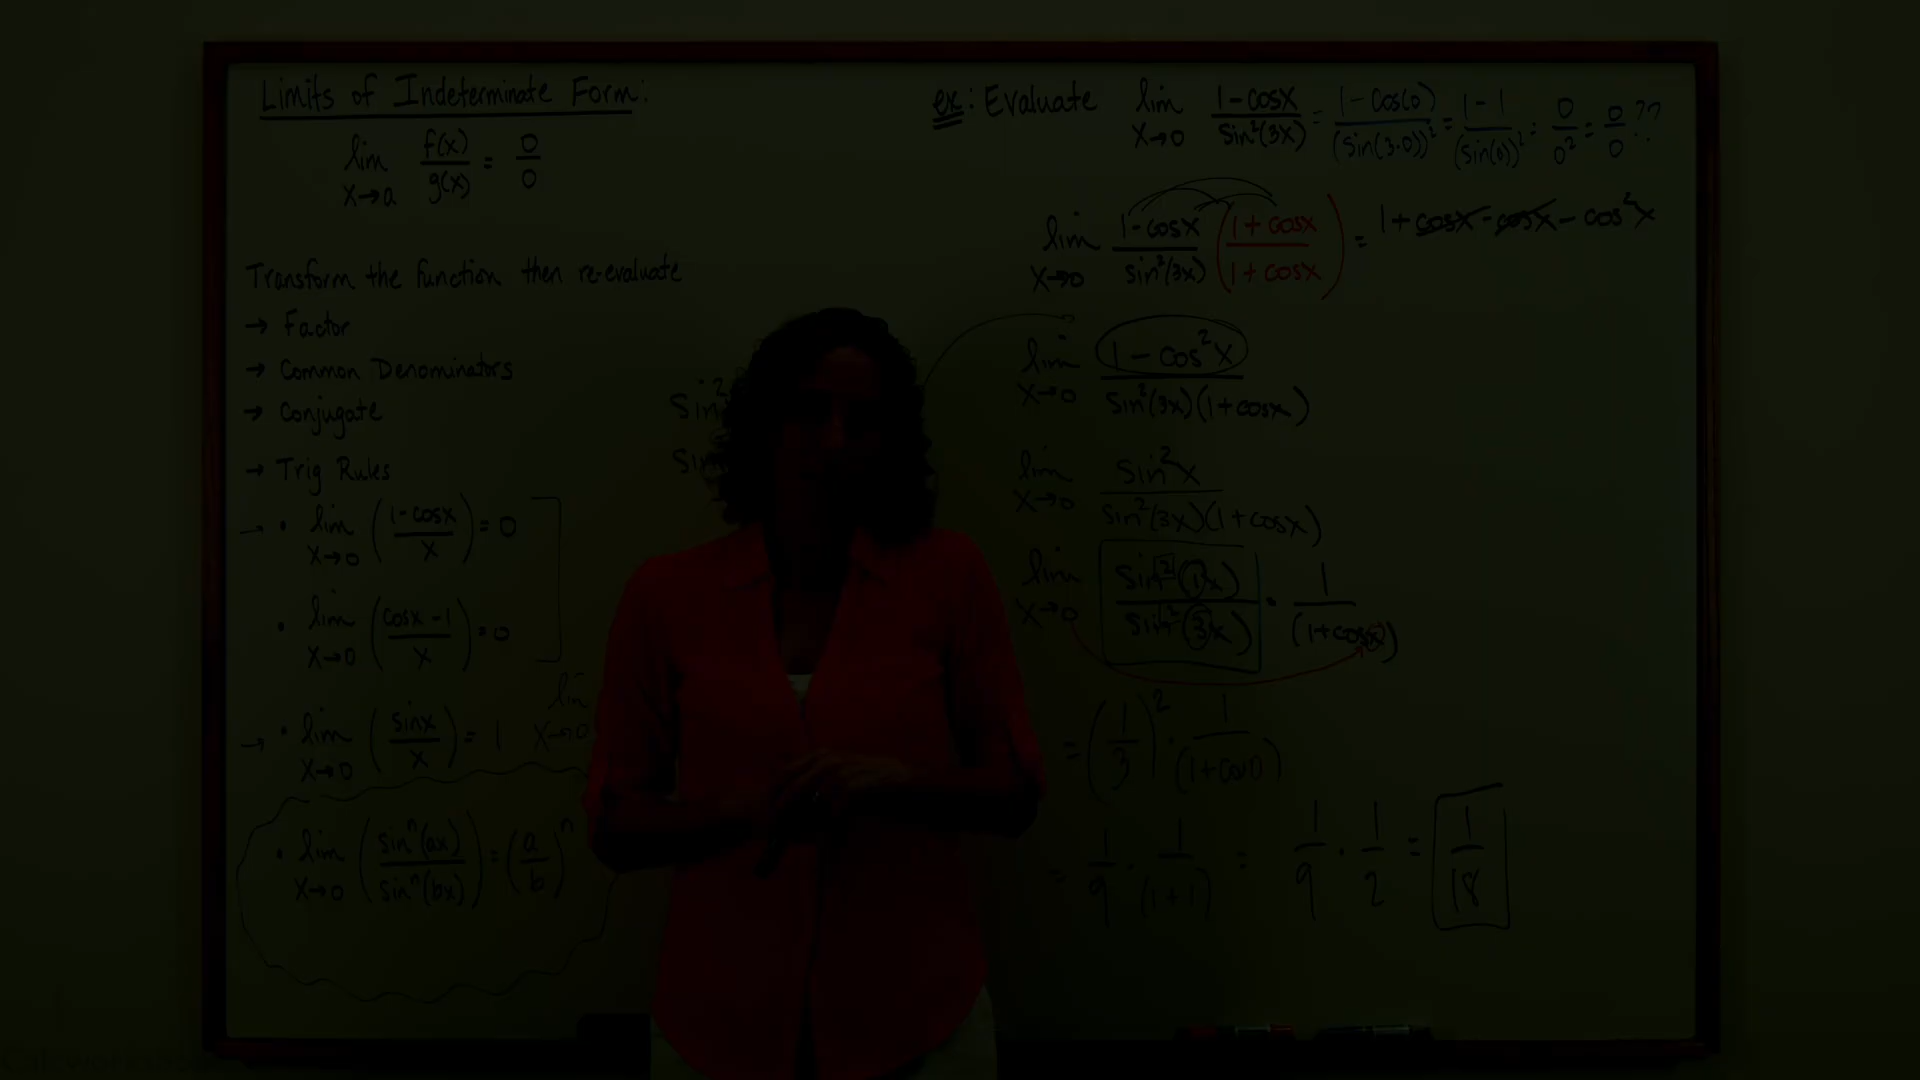 Limits of Indeterminate Form:
lim x→a f(x)/g(x) = 0/0
Transform the function then re-evaluate
→ Factor
→ Common Denominators
→ Conjugate
→ Trig Rules
→ • lim x→0 ((1-cosx)/x) = 0
• lim x→0 ((cosx-1)/x) = 0
→ • lim x→0 (sinx/x) = 1
lim x→0
• lim x→0 (sinⁿ(ax)/sinⁿ(bx)) = (a/b)ⁿ
sin²
sin
ex: Evaluate lim x→0 (1-cosx)/sin²(3x) = (1-cos(0))/(sin(3·0))² = (1-1)/(sin(0))² = 0/0² = 0/0 ??
lim x→0 (1-cosx)/sin²(3x) ((1+cosx)/(1+cosx)) = 1+cosx-cosx-cos²x
lim x→0 (1-cos²x)/(sin²(3x)(1+cosx))
lim x→0 sin²x/(sin²(3x)(1+cosx))
lim x→0 sin²(1x)/sin²(3x) · 1/(1+cosx)
= (1/3)² · 1/(1+cos0)
= 1/9 · 1/(1+1) = 1/9 · 1/2 = 1/18